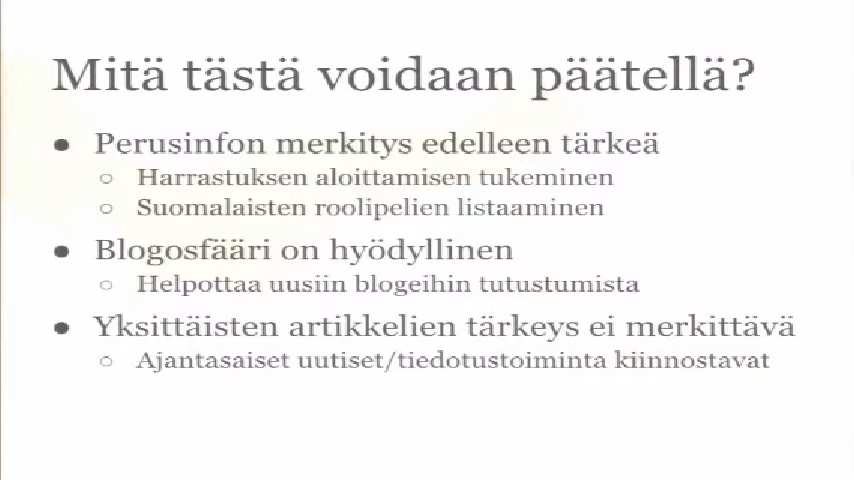 Mitä tästä voidaan päätellä?
● Perusinfon merkitys edelleen tärkeä
○ Harrastuksen aloittamisen tukeminen
○ Suomalaisten roolipelien listaaminen
● Blogosfääri on hyödyllinen
○ Helpottaa uusiin blogeihin tutustumista
● Yksittäisten artikkelien tärkeys ei merkittävä
○ Ajantasaiset uutiset/tiedotustoiminta kiinnostavat